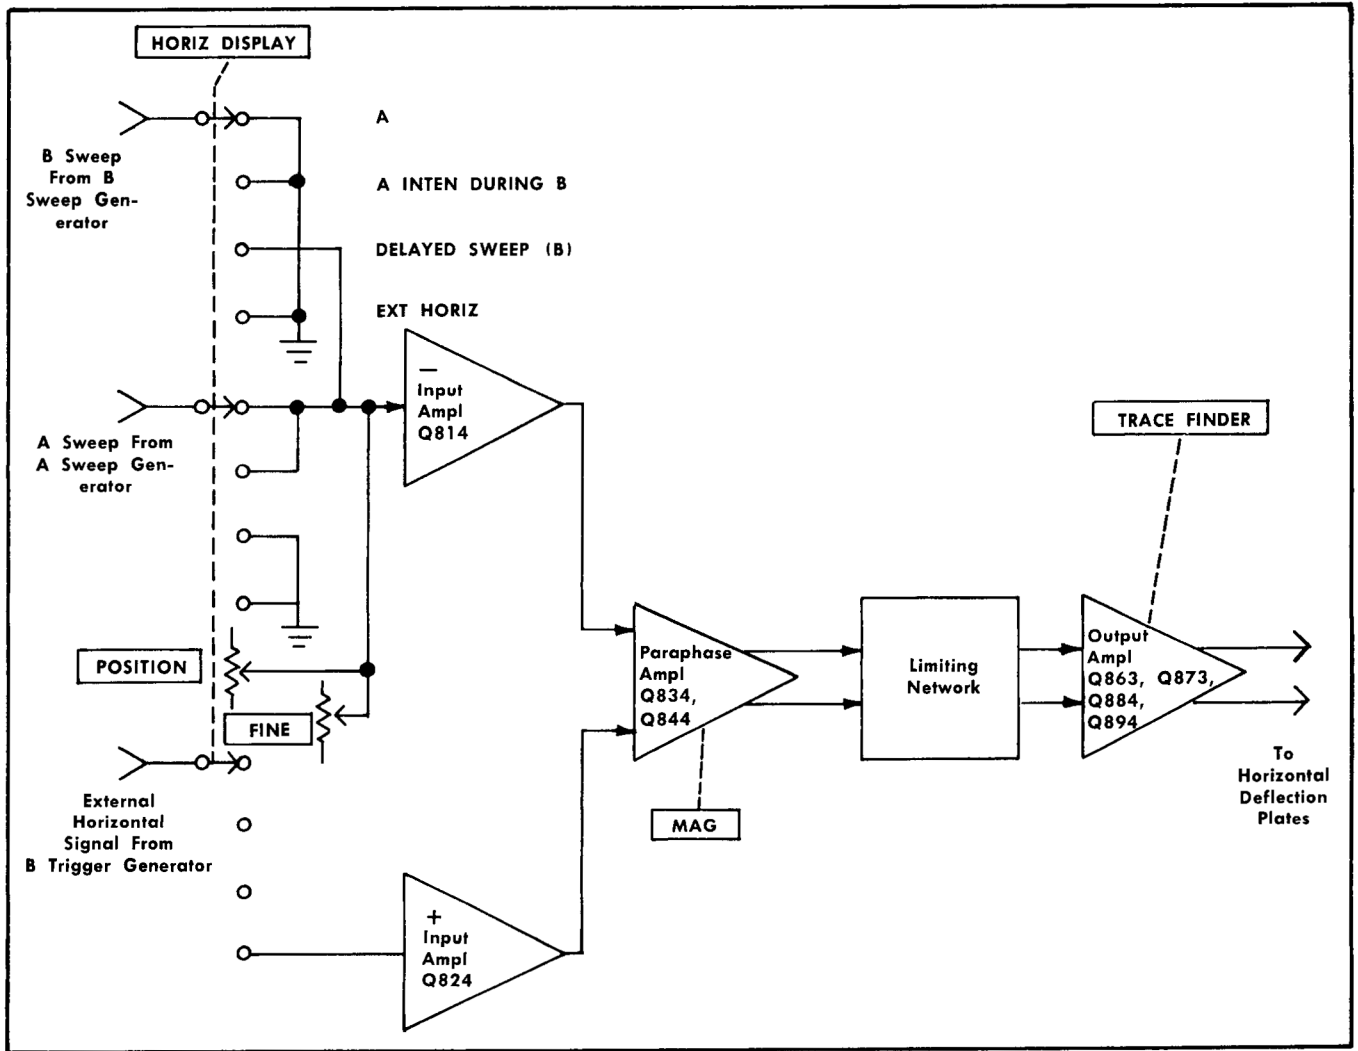 HORIZ DISPLAY
A
B Sweep
From B
Sweep Gen-
erator
A INTEN DURING B
DELAYED SWEEP (B)
EXT HORIZ
−
Input
Ampl
Q814
A Sweep From
A Sweep Gen-
erator
TRACE FINDER
POSITION
FINE
Paraphase
Ampl
Q834,
Q844
Limiting
Network
Output
Ampl
Q863, Q873,
Q884,
Q894
To
Horizontal
Deflection
Plates
External
Horizontal
Signal From
B Trigger Generator
MAG
+
Input
Ampl
Q824